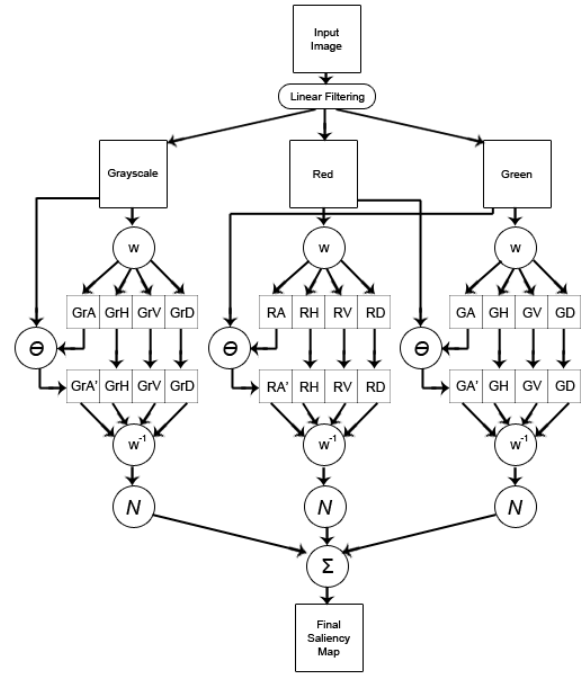 Input
Image
Linear Filtering
Grayscale Red Green
w w w
GrA GrH GrV GrD RA RH RV RD GA GH GV GD
Ɵ Ɵ Ɵ
GrA' GrH GrV GrD RA' RH RV RD GA' GH GV GD
w⁻¹ w⁻¹ w⁻¹
N N N
Σ
Final
Saliency
Map